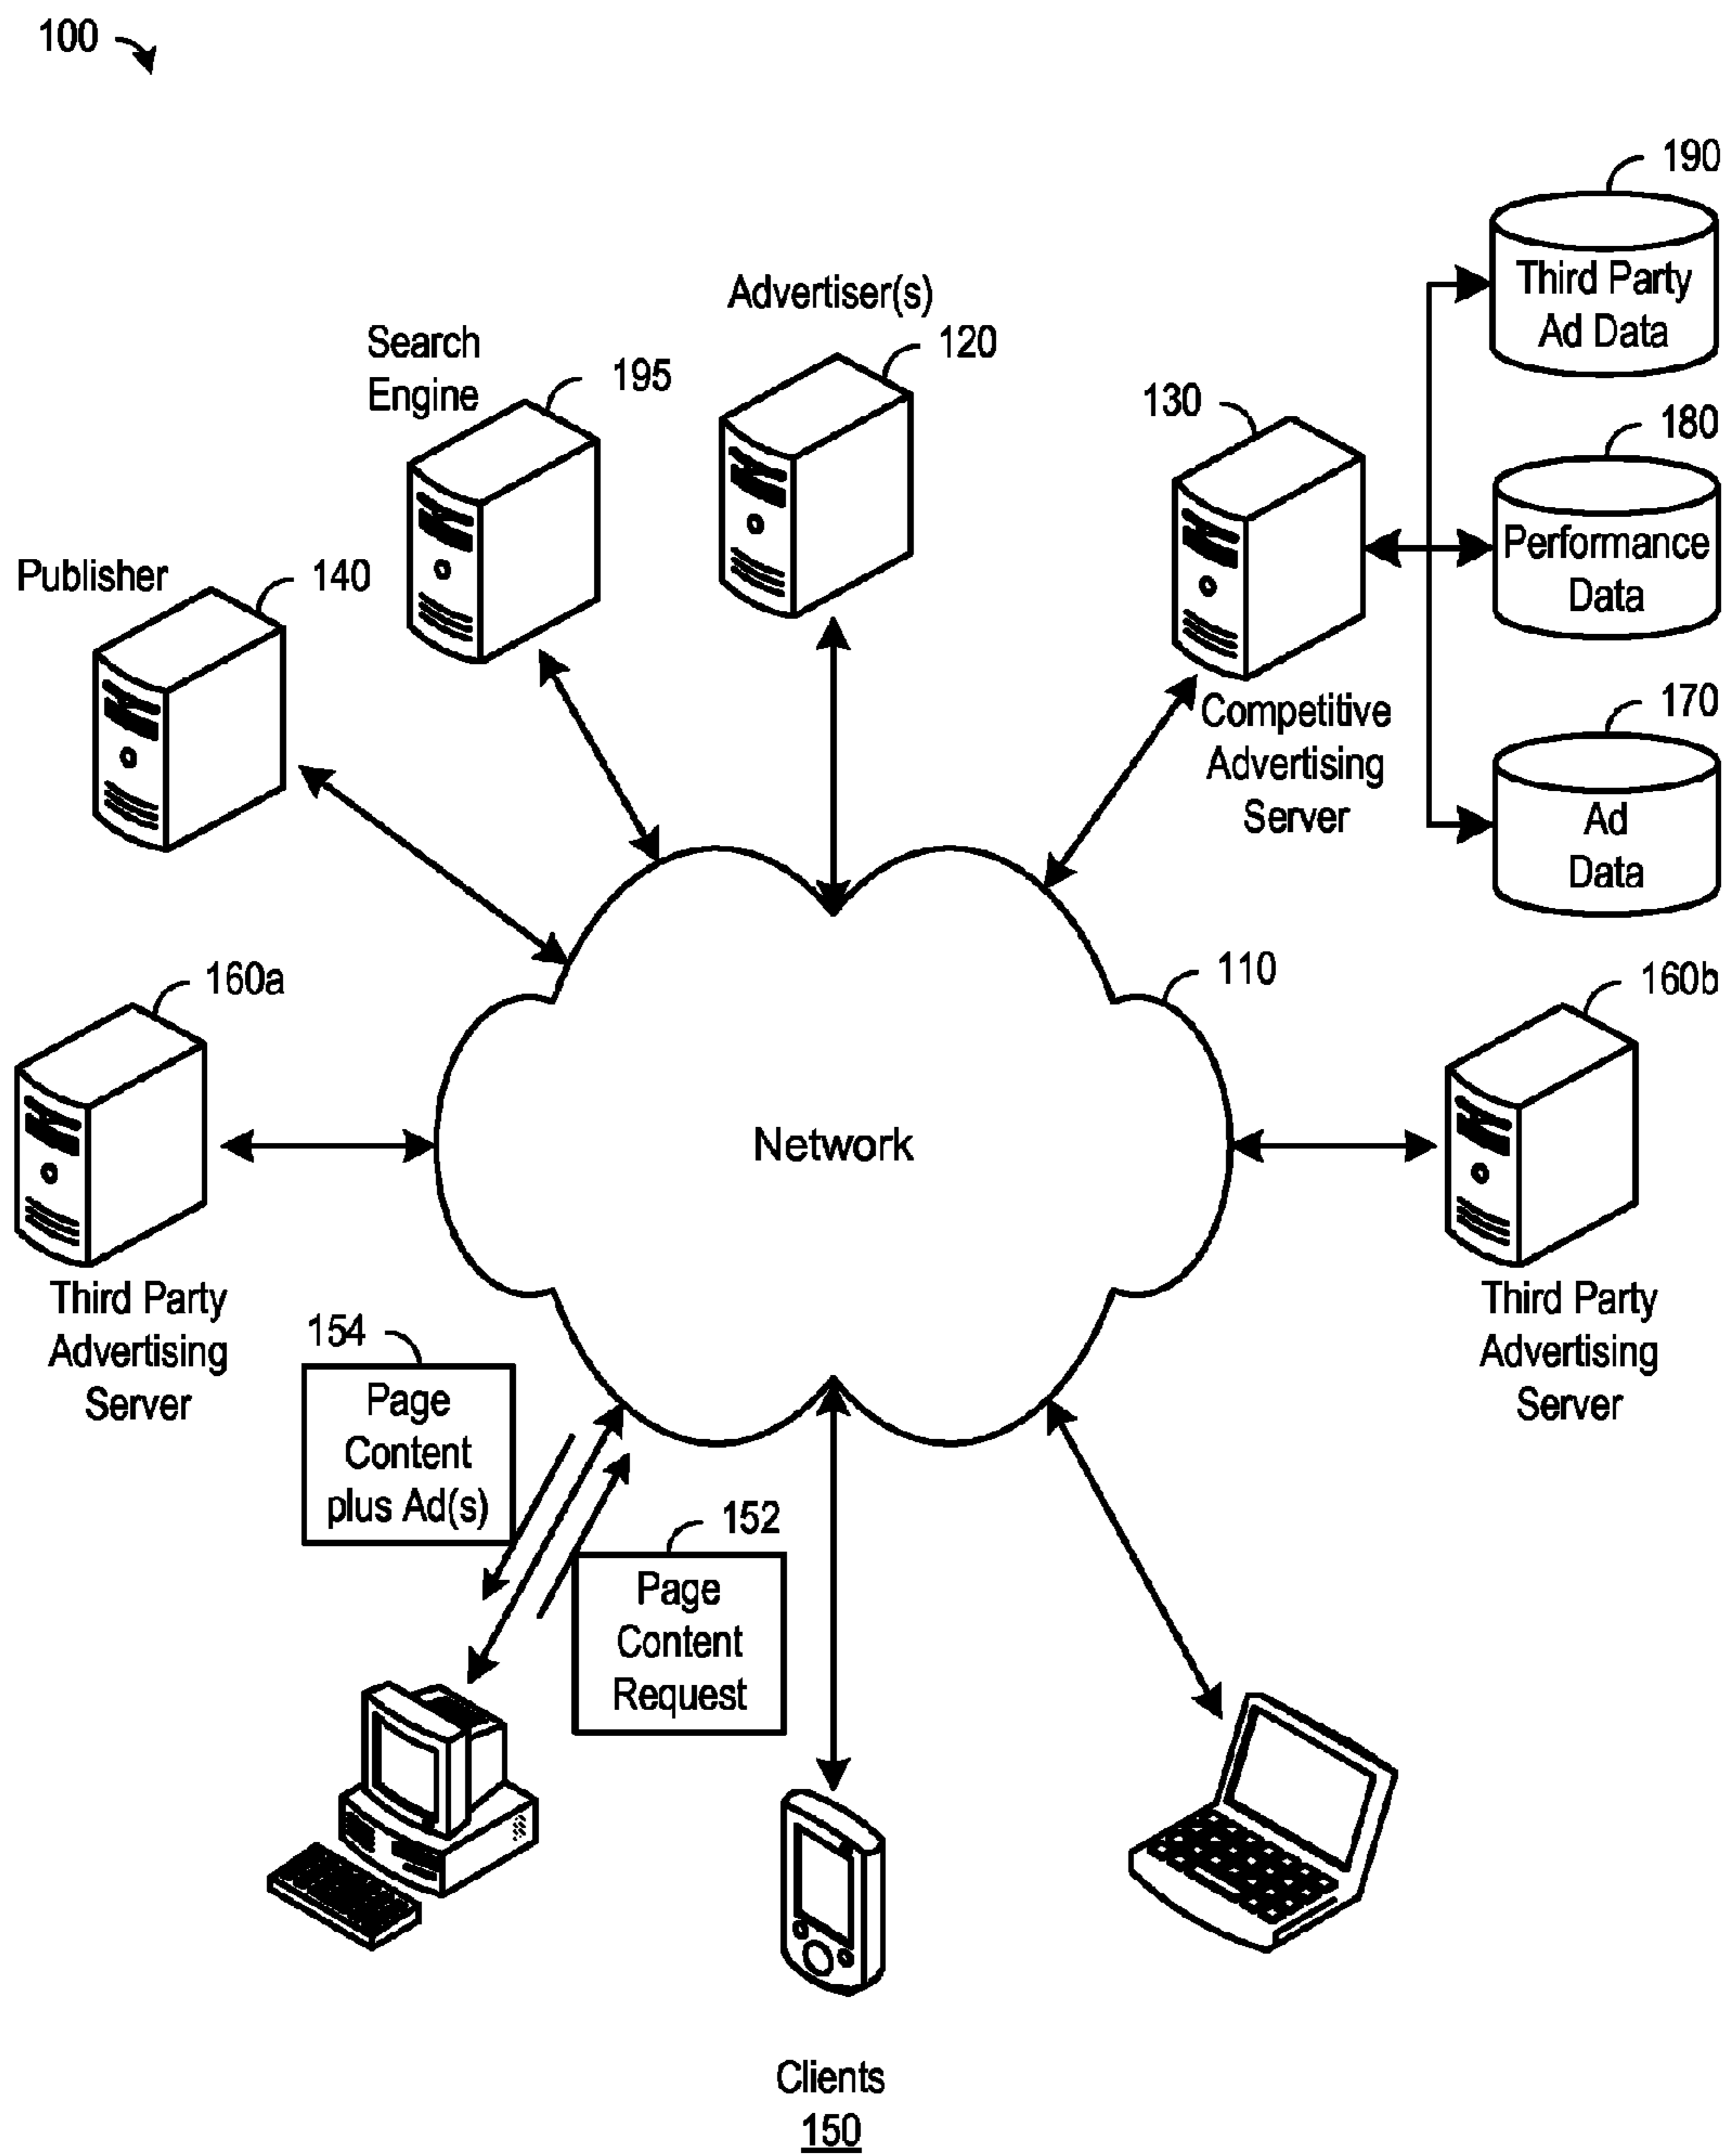 100
190
Third Party
Ad Data
Advertiser(s)
120
Search
Engine
195
130
180
Performance
Data
Publisher
140
Competitive
Advertising
Server
170
Ad
Data
160a
110
160b
Network
Third Party
Advertising
Server
Third Party
Advertising
Server
154
Page
Content
plus Ad(s)
152
Page
Content
Request
Clients
150